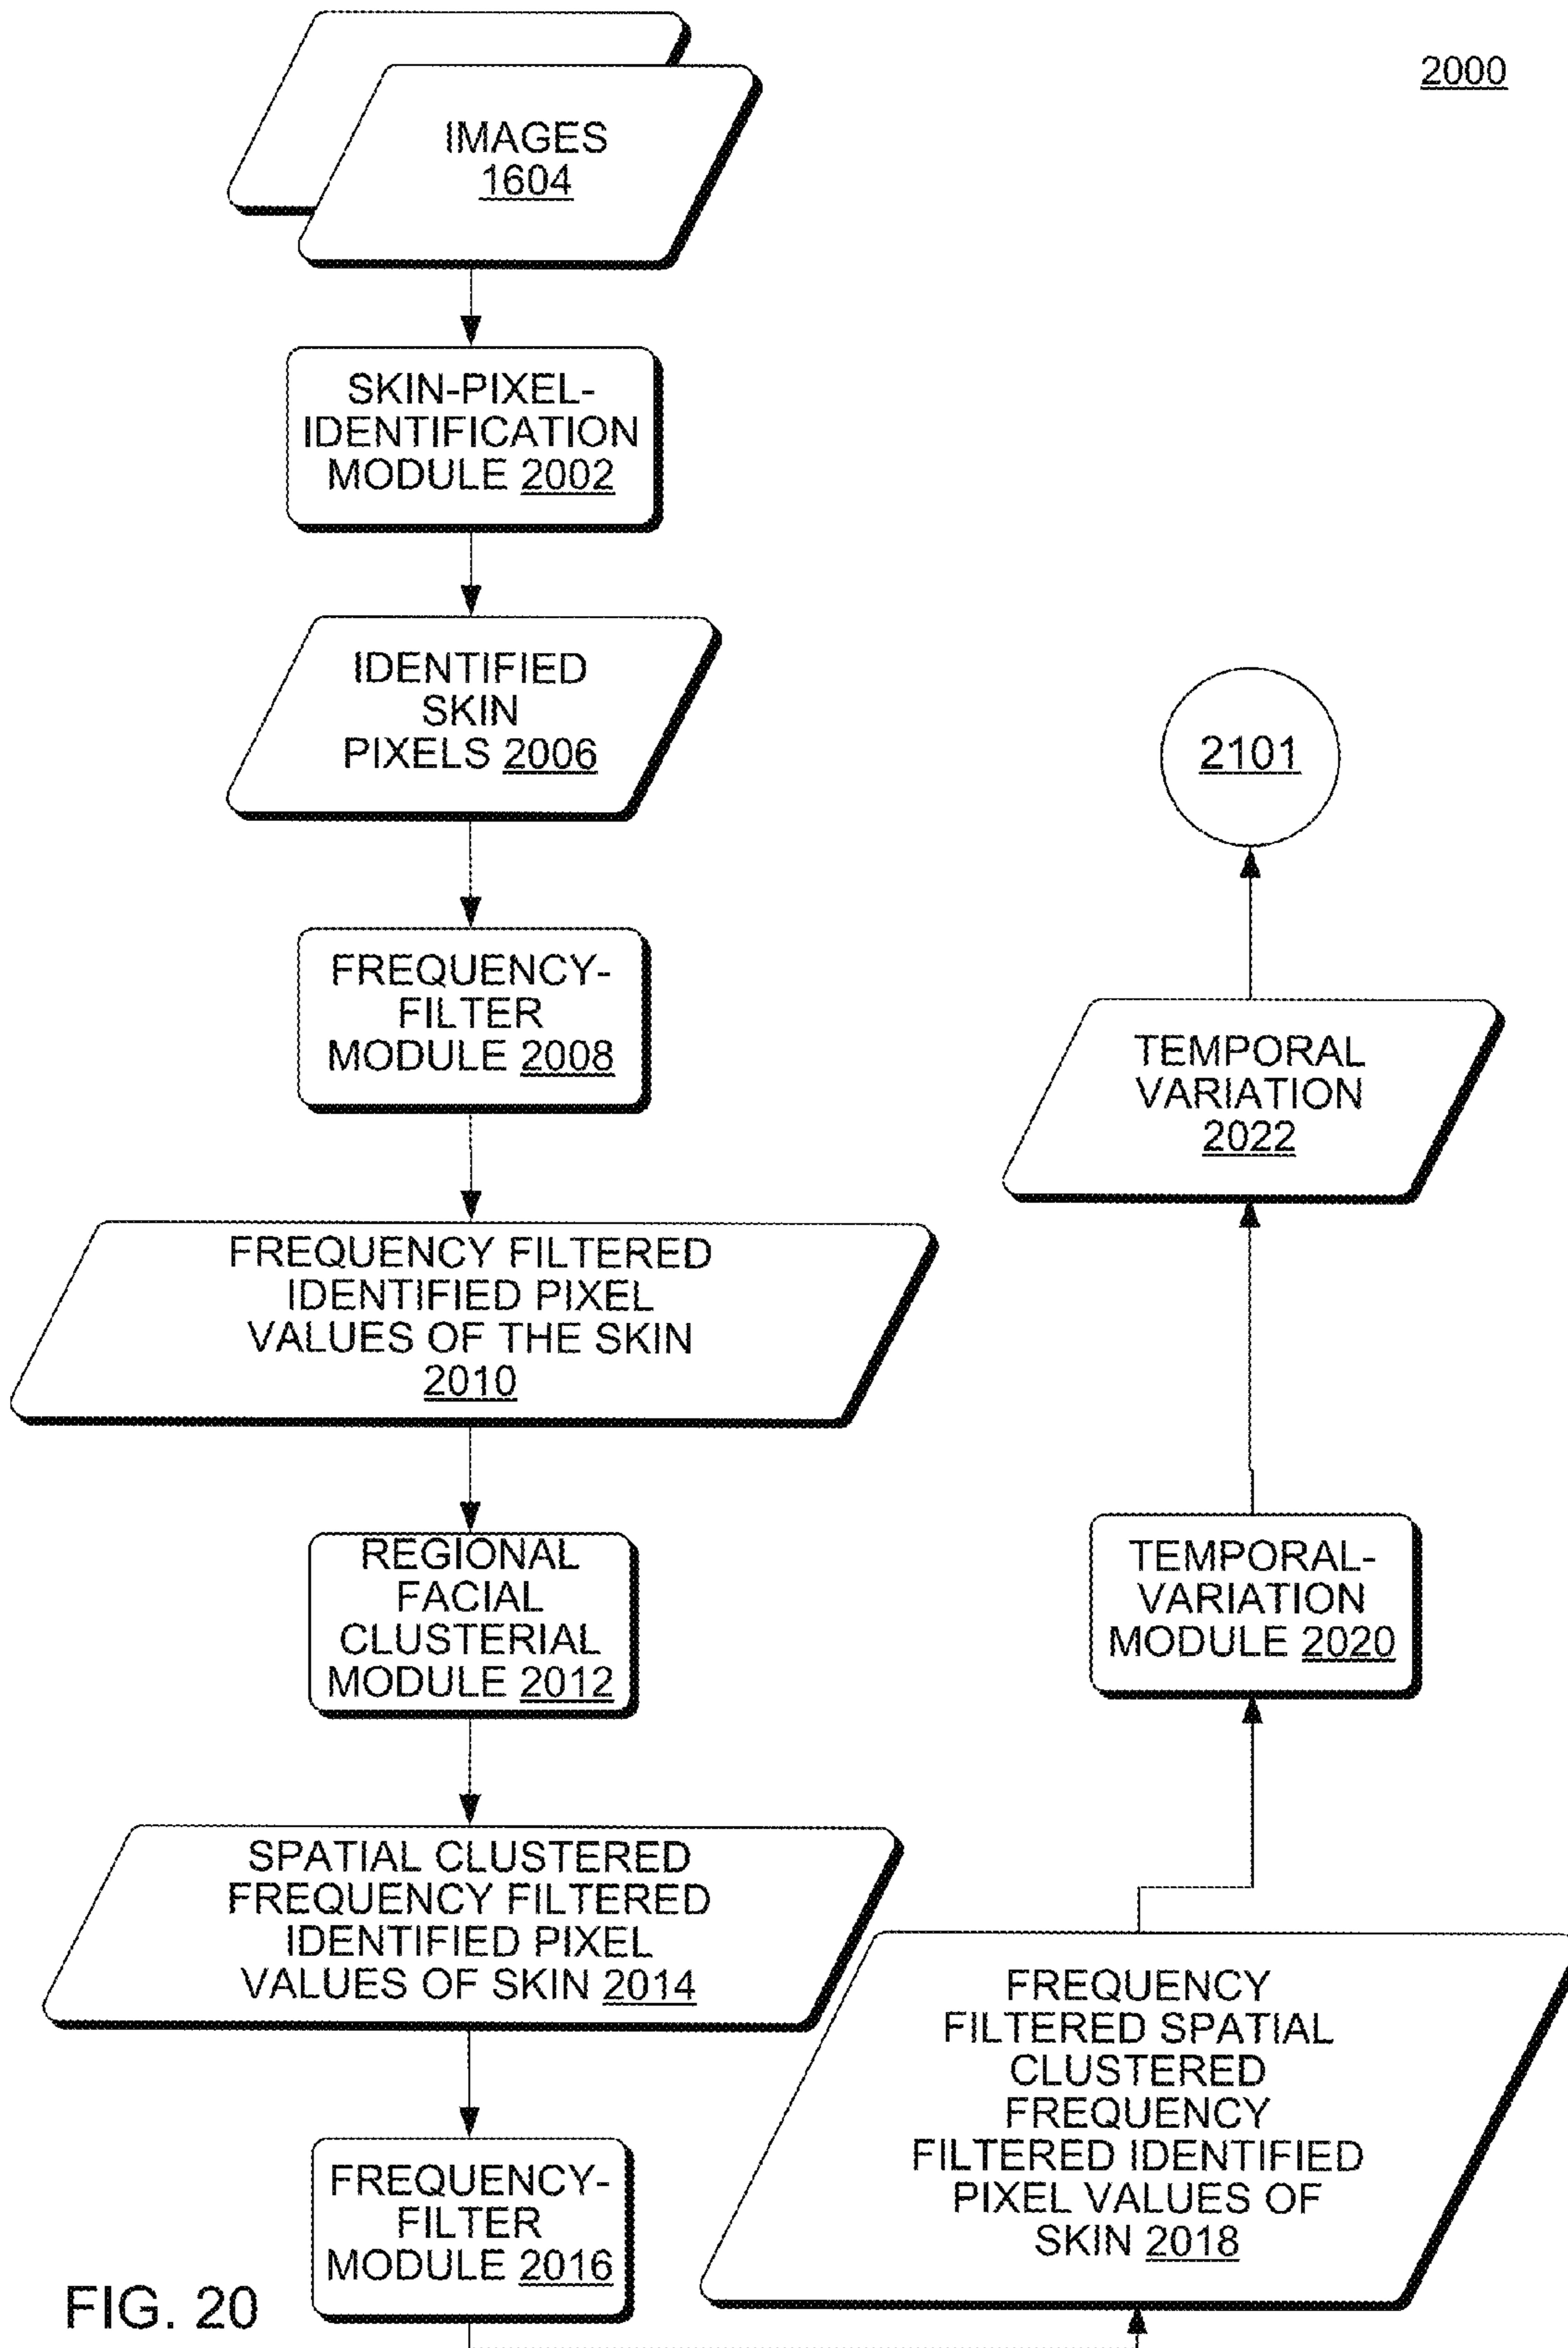 2000
IMAGES
1604
SKIN-PIXEL-
IDENTIFICATION
MODULE 2002
IDENTIFIED
SKIN
PIXELS 2006
FREQUENCY-
FILTER
MODULE 2008
FREQUENCY FILTERED
IDENTIFIED PIXEL
VALUES OF THE SKIN
2010
REGIONAL
FACIAL
CLUSTERIAL
MODULE 2012
SPATIAL CLUSTERED
FREQUENCY FILTERED
IDENTIFIED PIXEL
VALUES OF SKIN 2014
FREQUENCY-
FILTER
MODULE 2016
FREQUENCY
FILTERED SPATIAL
CLUSTERED
FREQUENCY
FILTERED IDENTIFIED
PIXEL VALUES OF
SKIN 2018
TEMPORAL-
VARIATION
MODULE 2020
TEMPORAL
VARIATION
2022
2101
FIG. 20